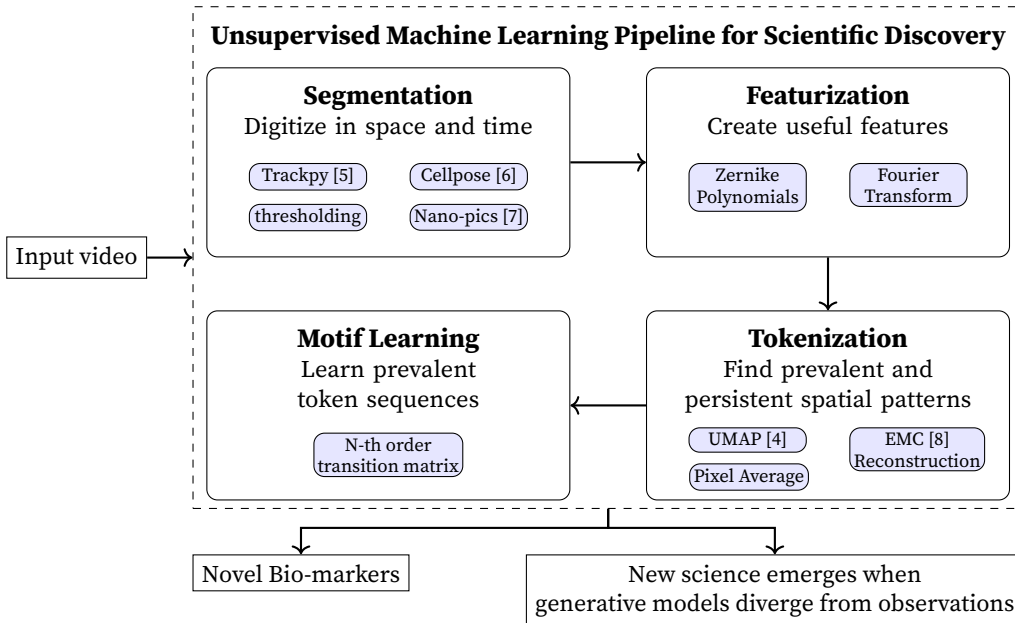 Unsupervised Machine Learning Pipeline for Scientific Discovery
Segmentation
Digitize in space and time
Trackpy [5]
Cellpose [6]
thresholding
Nano-pics [7]
Featurization
Create useful features
Zernike
Polynomials
Fourier
Transform
Input video
Motif Learning
Learn prevalent
token sequences
N-th order
transition matrix
Tokenization
Find prevalent and
persistent spatial patterns
UMAP [4]
Pixel Average
EMC [8]
Reconstruction
Novel Bio-markers
New science emerges when
generative models diverge from observations